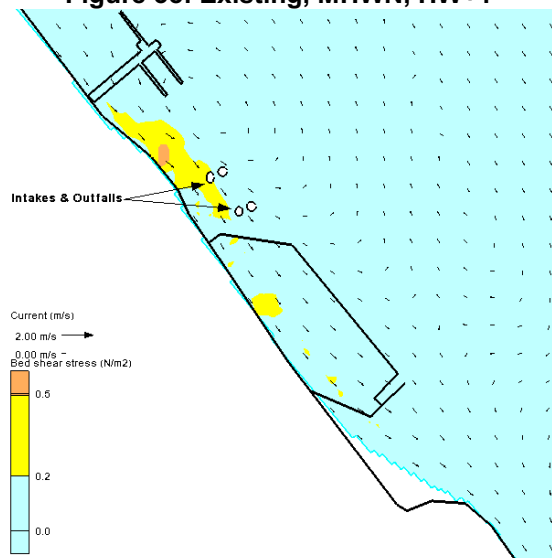 Intakes & Outfalls
Current (m/s)
2.00 m/s
0.00 m/s
Bed shear stress (N/m2)
0.5
0.2
0.0